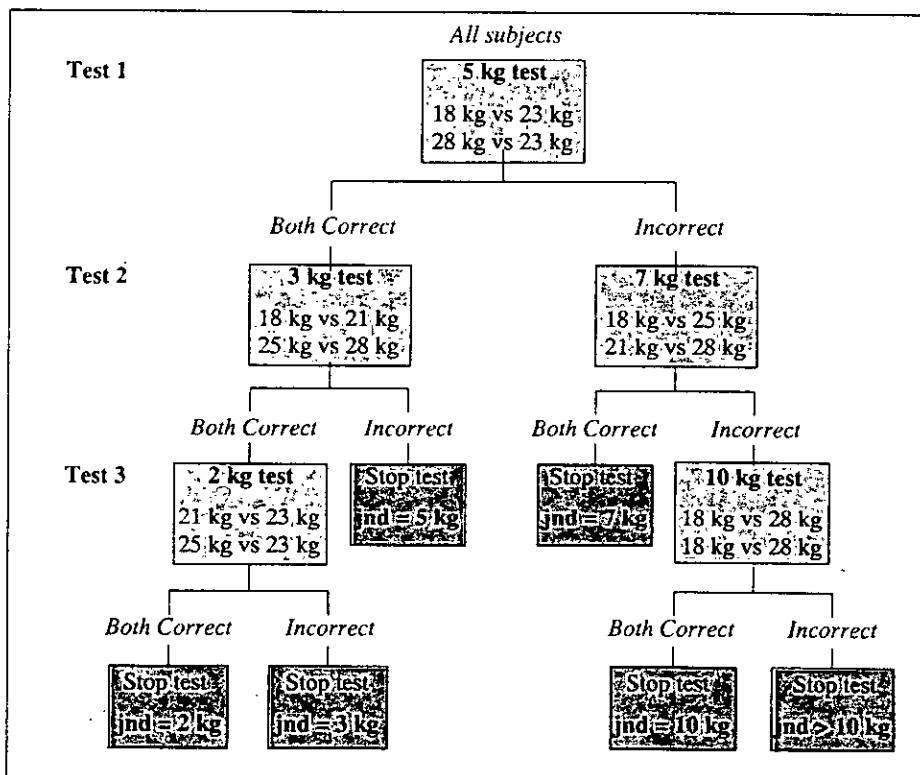 All subjects
Test 1
5 kg test
18 kg vs 23 kg
28 kg vs 23 kg
Both Correct
Incorrect
Test 2
3 kg test
18 kg vs 21 kg
25 kg vs 28 kg
7 kg test
18 kg vs 25 kg
21 kg vs 28 kg
Both Correct
Incorrect
Both Correct
Incorrect
Test 3
2 kg test
21 kg vs 23 kg
25 kg vs 23 kg
Stop test
jnd = 5 kg
Stop test
jnd = 7 kg
10 kg test
18 kg vs 28 kg
18 kg vs 28 kg
Both Correct
Incorrect
Both Correct
Incorrect
Stop test
jnd = 2 kg
Stop test
jnd = 3 kg
Stop test
jnd = 10 kg
Stop test
jnd > 10 kg